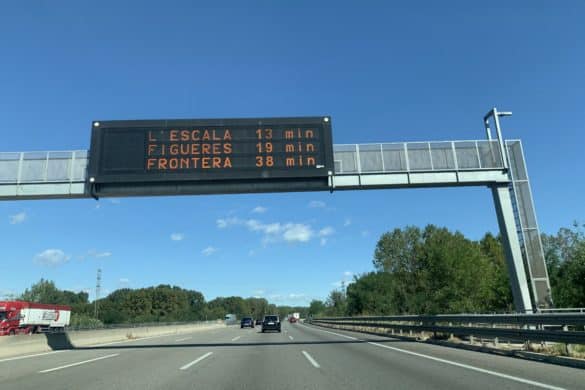 L'ESCALA 13 min
FIGUERES 19 min
FRONTERA 38 min